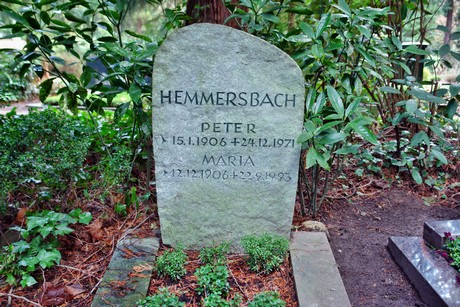 HEMMERSBACH
PETER
* 15.1.1906 + 24.12.1971
MARIA
* 12.12.1906 + 22.9.1993